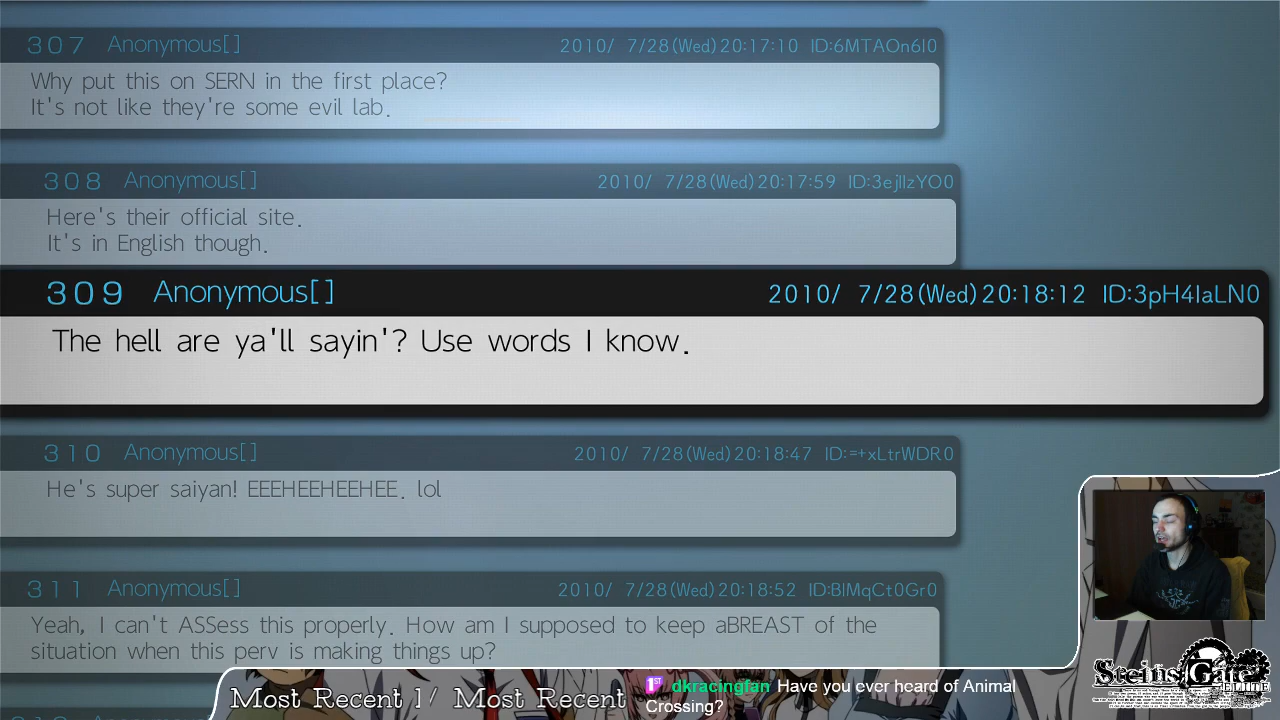 307 Anonymous[] 2010/ 7/28(Wed)20:17:10 ID:6MTAOn6I0
Why put this on SERN in the first place?
It's not like they're some evil lab.
308 Anonymous[] 2010/ 7/28(Wed)20:17:59 ID:3ejIlzYO0
Here's their official site.
It's in English though.
309 Anonymous[] 2010/ 7/28(Wed)20:18:12 ID:3pH4IaLN0
The hell are ya'll sayin'? Use words I know.
310 Anonymous[] 2010/ 7/28(Wed)20:18:47 ID:=+xLtrWDR0
He's super saiyan! EEEHEEHEEHEE. lol
311 Anonymous[] 2010/ 7/28(Wed)20:18:52 ID:BIMqCt0Gr0
Yeah, I can't ASSess this properly. How am I supposed to keep aBREAST of the
situation when this perv is making things up?
Most Recent 1/ Most Recent
1ST dkracingfan Have you ever heard of Animal
Crossing?
Steins Gate
ELITE